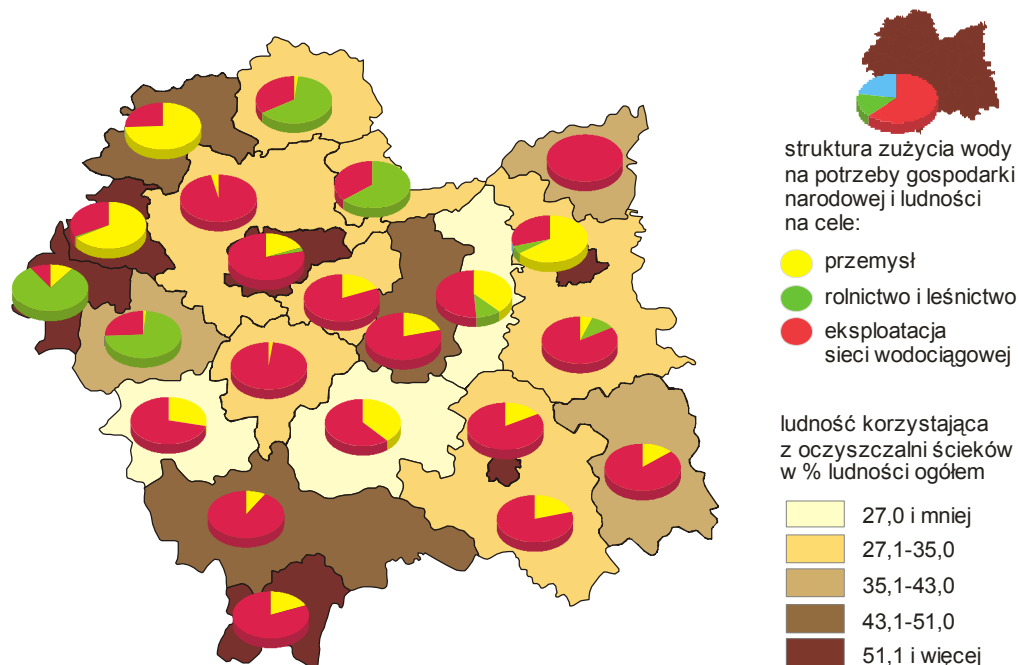 struktura zużycia wody
na potrzeby gospodarki
narodowej i ludności
na cele:
przemysł
rolnictwo i leśnictwo
eksploatacja
sieci wodociągowej
ludność korzystająca
z oczyszczalni ścieków
w % ludności ogółem
27,0 i mniej
27,1-35,0
35,1-43,0
43,1-51,0
51,1 i więcej